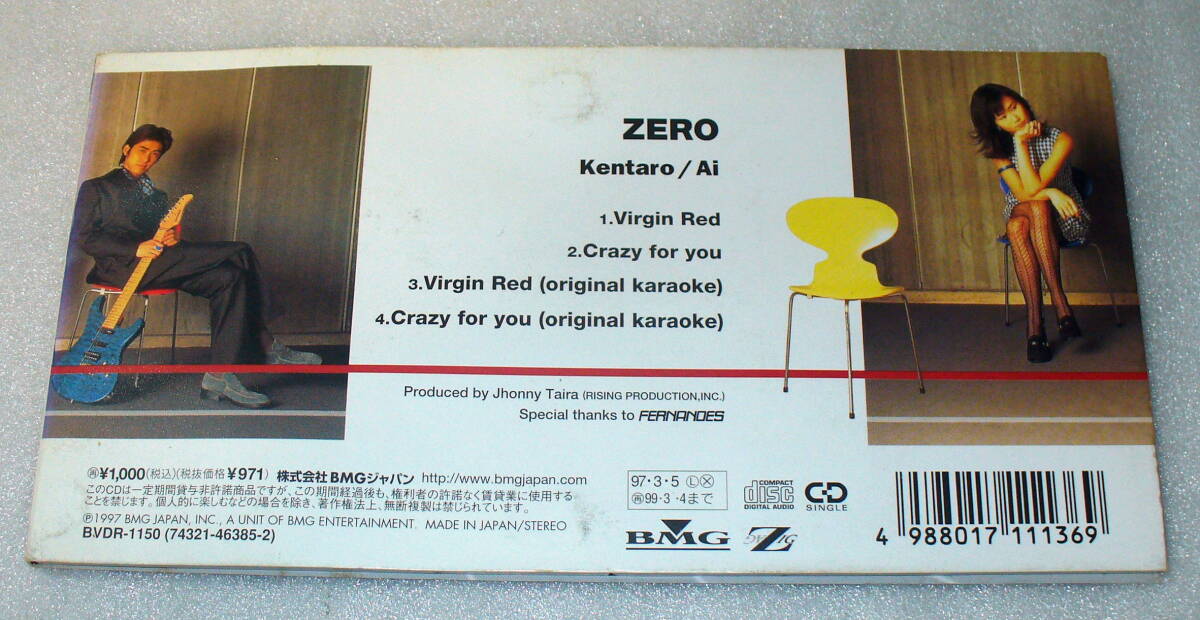 ZERO
Kentaro / Ai
1.Virgin Red
2.Crazy for you
3.Virgin Red (original karaoke)
4.Crazy for you (original karaoke)
Produced by Jhonny Taira (RISING PRODUCTION,INC.)
Special thanks to FERNANDES
㊢¥1,000(税込)(税抜価格¥971) 株式会社BMGジャパン http://www.bmgjapan.com
このCDは一定期間貸与非許諾商品ですが、この期間経過後も、権利者の許諾なく賃貸業に使用する
ことを禁じます。個人的に楽しむなどの場合を除き、著作権法上、無断複製は禁じられています。
℗1997 BMG JAPAN, INC., A UNIT OF BMG ENTERTAINMENT. MADE IN JAPAN/STEREO
BVDR-1150 (74321-46385-2)
97・3・5 Ⓛ Ⓧ
㊢99・3・4まで
BMG
COMPACT
disc
DIGITAL AUDIO
CD
SINGLE
4 988017 111369